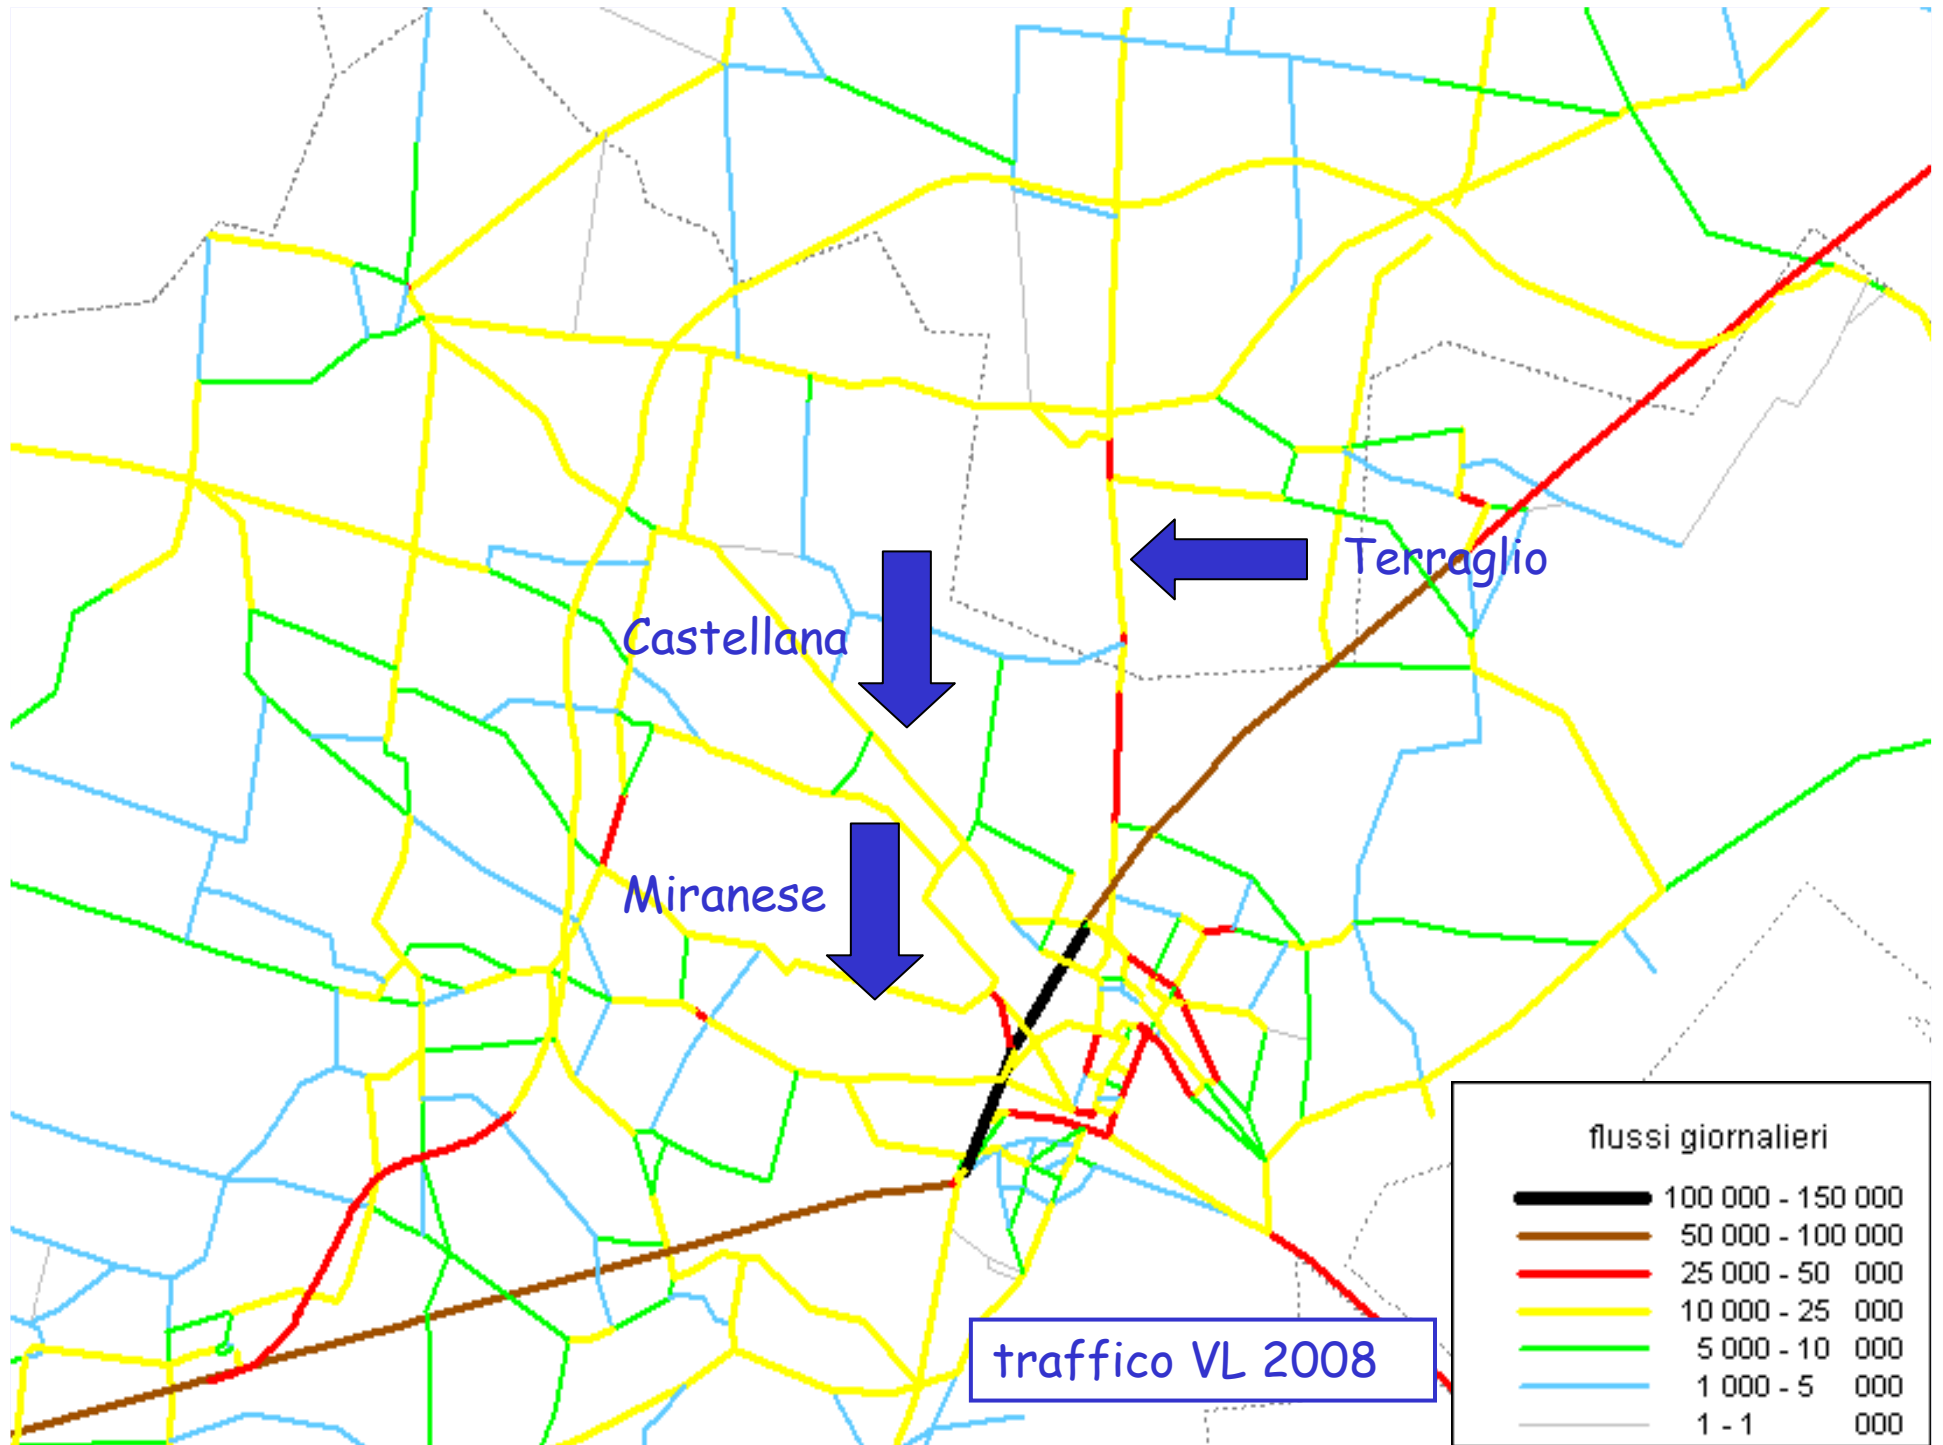 Terraglio
Castellana
Miranese
traffico VL 2008
flussi giornalieri
100 000 - 150 000
50 000 - 100 000
25 000 - 50 000
10 000 - 25 000
5 000 - 10 000
1 000 - 5 000
1 - 1 000